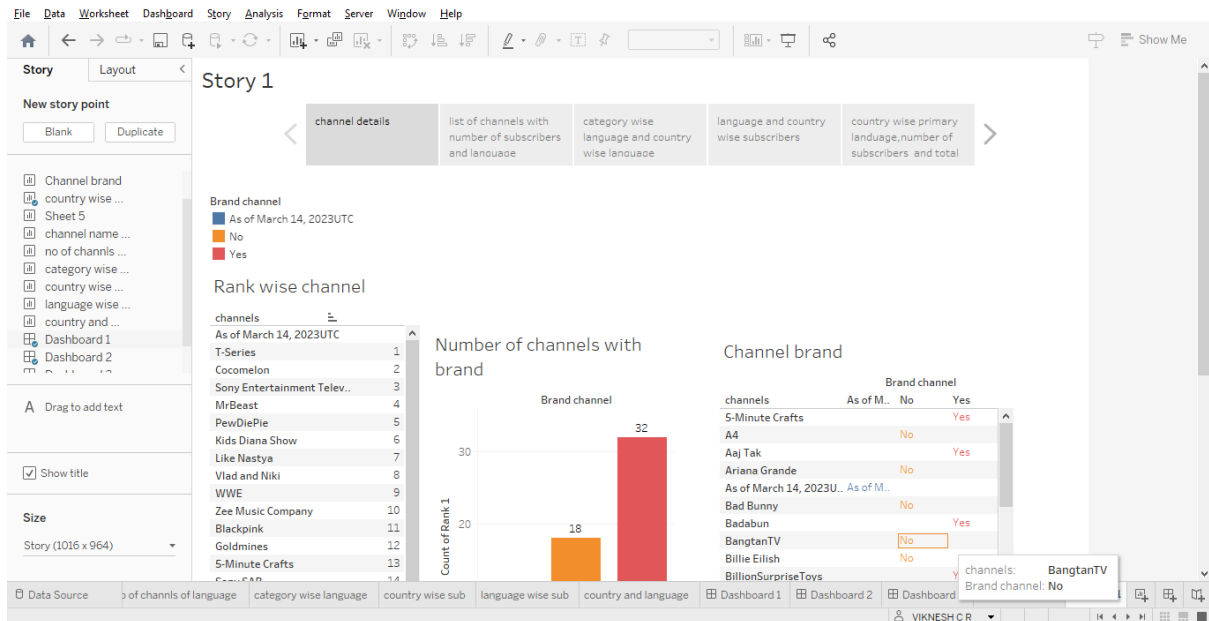 File Data Worksheet Dashboard Story Analysis Format Server Window Help
Show Me
Story Layout
New story point
Blank Duplicate
Channel brand
country wise ...
Sheet 5
channel name ...
no of channls ...
category wise ...
country wise ...
language wise ...
country and ...
Dashboard 1
Dashboard 2
A Drag to add text
Show title
Size
Story (1016 x 964)
Story 1
channel details
list of channels with
number of subscribers
and language
category wise
language and country
wise language
language and country
wise subscribers
country wise primary
landuage,number of
subscribers and total
Brand channel
As of March 14, 2023UTC
No
Yes
Rank wise channel
channels
As of March 14, 2023UTC
T-Series 1
Cocomelon 2
Sony Entertainment Telev.. 3
MrBeast 4
PewDiePie 5
Kids Diana Show 6
Like Nastya 7
Vlad and Niki 8
WWE 9
Zee Music Company 10
Blackpink 11
Goldmines 12
5-Minute Crafts 13
Sony SAB 14
Number of channels with
brand
Brand channel
32
30
18
20
Count of Rank 1
Channel brand
Brand channel
channels As of M.. No Yes
5-Minute Crafts Yes
A4 No
Aaj Tak Yes
Ariana Grande No
As of March 14, 2023U.. As of M..
Bad Bunny No
Badabun Yes
BangtanTV No
Billie Eilish No
BillionSurpriseToys
channels: BangtanTV
Brand channel: No
Data Source of channls of language category wise language country wise sub language wise sub country and language Dashboard 1 Dashboard 2 Dashboard
VIKNESH C R